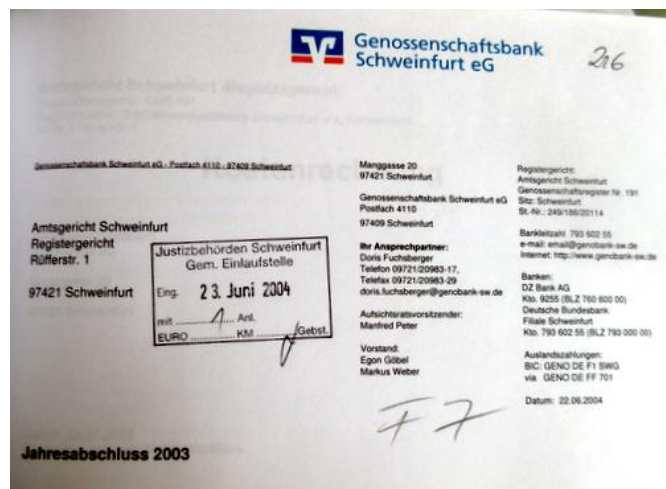 Genossenschaftsbank
Schweinfurt eG
216
Genossenschaftsbank Schweinfurt eG - Postfach 4110 - 97409 Schweinfurt
Amtsgericht Schweinfurt
Registergericht
Rüfferstr. 1
97421 Schweinfurt
Justizbehörden Schweinfurt
Gem. Einlaufstelle
Eing. 23. Juni 2004
mit 1 Anl.
EURO KM Gebst.
Manggasse 20
97421 Schweinfurt
Genossenschaftsbank Schweinfurt eG
Postfach 4110
97409 Schweinfurt
Ihr Ansprechpartner:
Doris Fuchsberger
Telefon 09721/20983-17,
Telefax 09721/20983-29
doris.fuchsberger@genobank-sw.de
Aufsichtsratsvorsitzender:
Manfred Peter
Vorstand:
Egon Göbel
Markus Weber
Registergericht:
Amtsgericht Schweinfurt
Genossenschaftsregister Nr. 191
Sitz: Schweinfurt
St.-Nr.: 249/186/20114
Bankleitzahl 793 602 55
e-mail: email@genobank-sw.de
Internet: http://www.genobank-sw.de
Banken:
DZ Bank AG
Kto. 9255 (BLZ 760 600 00)
Deutsche Bundesbank
Filiale Schweinfurt
Kto. 793 602 55 (BLZ 793 000 00)
Auslandszahlungen:
BIC: GENO DE F1 SWG
via GENO DE FF 701
Datum: 22.06.2004
F 7
Jahresabschluss 2003